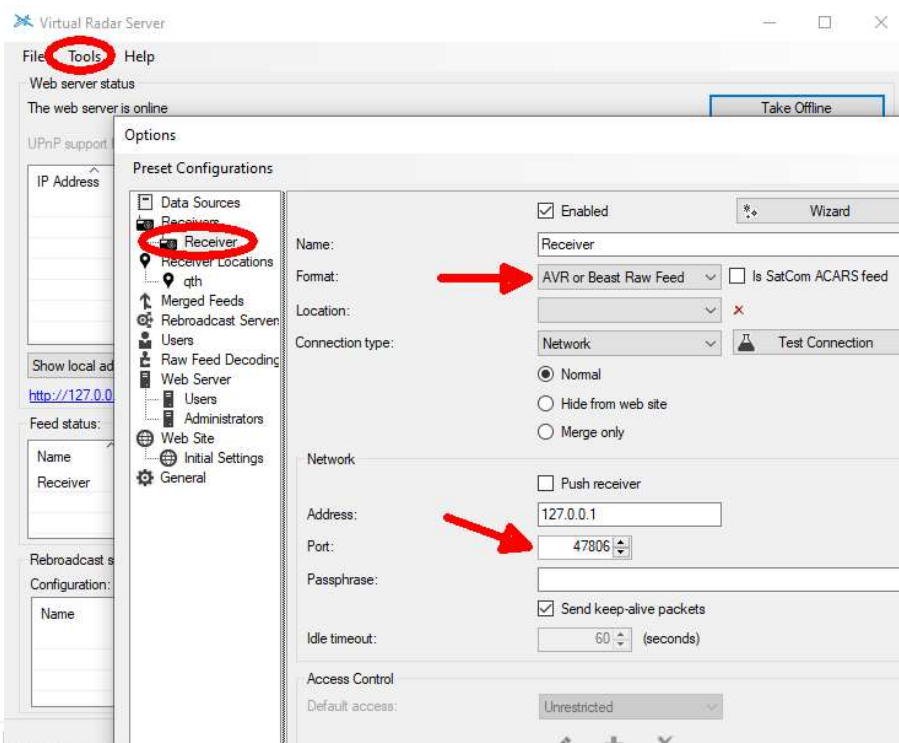 Virtual Radar Server
File Tools Help
Web server status
The web server is online
Take Offline
UPnP support
IP Address
Show local ad
http://127.0.0
Feed status:
Name
Receiver
Rebroadcast s
Configuration:
Name
Options
Preset Configurations
Data Sources
Receivers
Receiver
Receiver Locations
qth
Merged Feeds
Rebroadcast Server
Users
Raw Feed Decoding
Web Server
Users
Administrators
Web Site
Initial Settings
General
Enabled
Wizard
Name: Receiver
Format: AVR or Beast Raw Feed Is SatCom ACARS feed
Location:
Connection type: Network Test Connection
Normal
Hide from web site
Merge only
Network
Push receiver
Address: 127.0.0.1
Port: 47806
Passphrase:
Send keep-alive packets
Idle timeout: 60 (seconds)
Access Control
Default access: Unrestricted